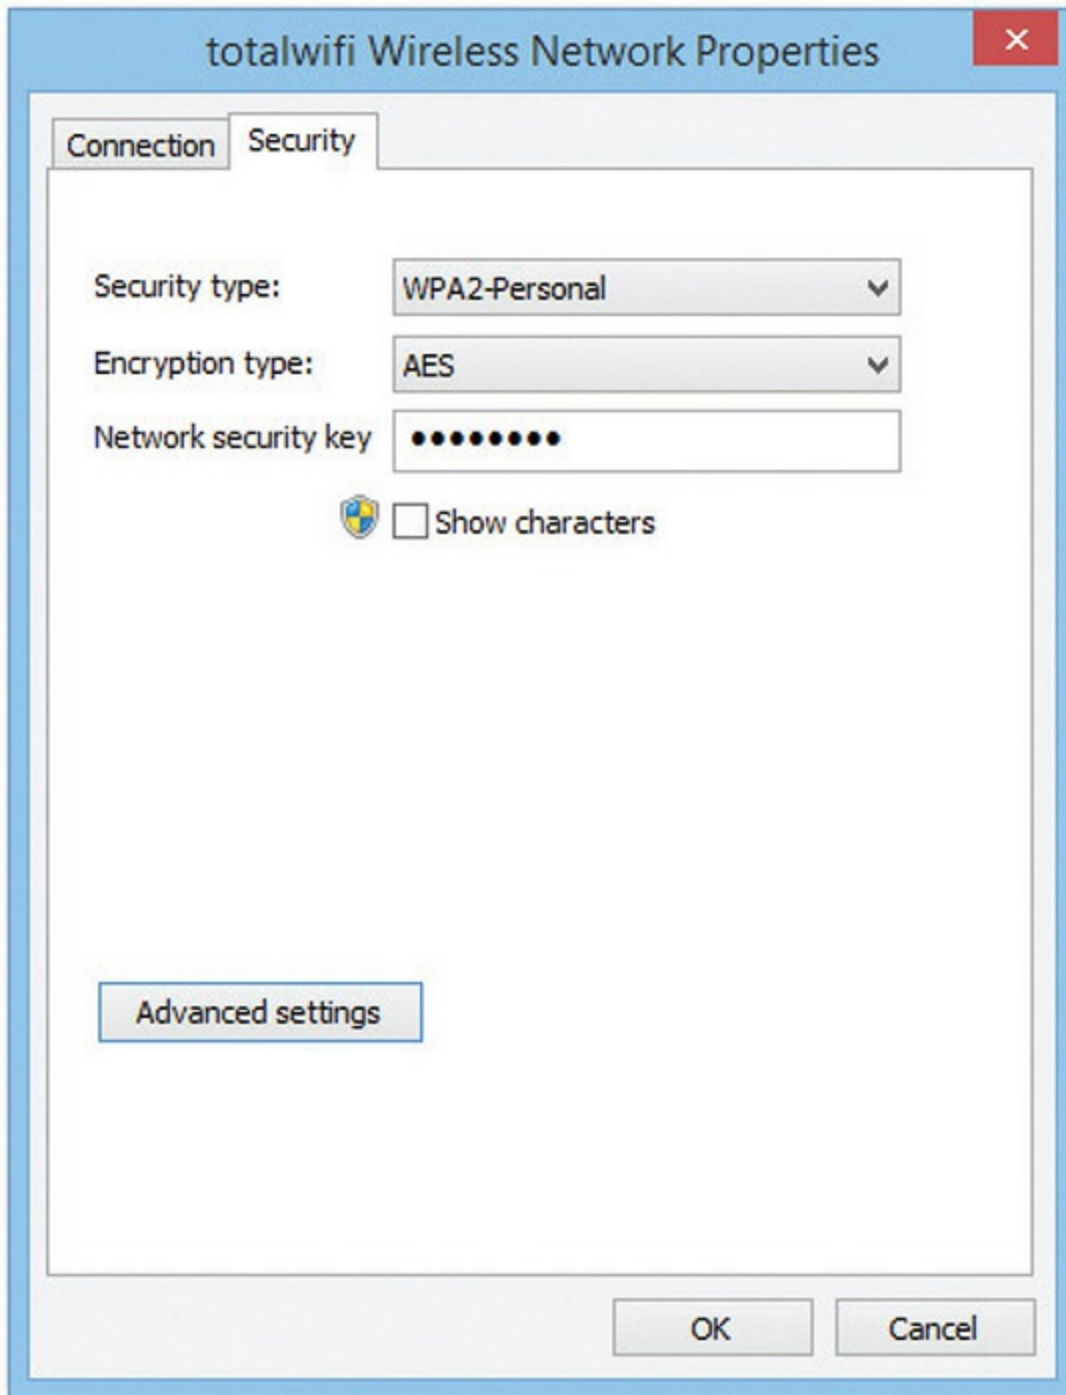 totalwifi Wireless Network Properties
Connection Security
Security type: WPA2-Personal
Encryption type: AES
Network security key ••••••••
Show characters
Advanced settings
OK Cancel